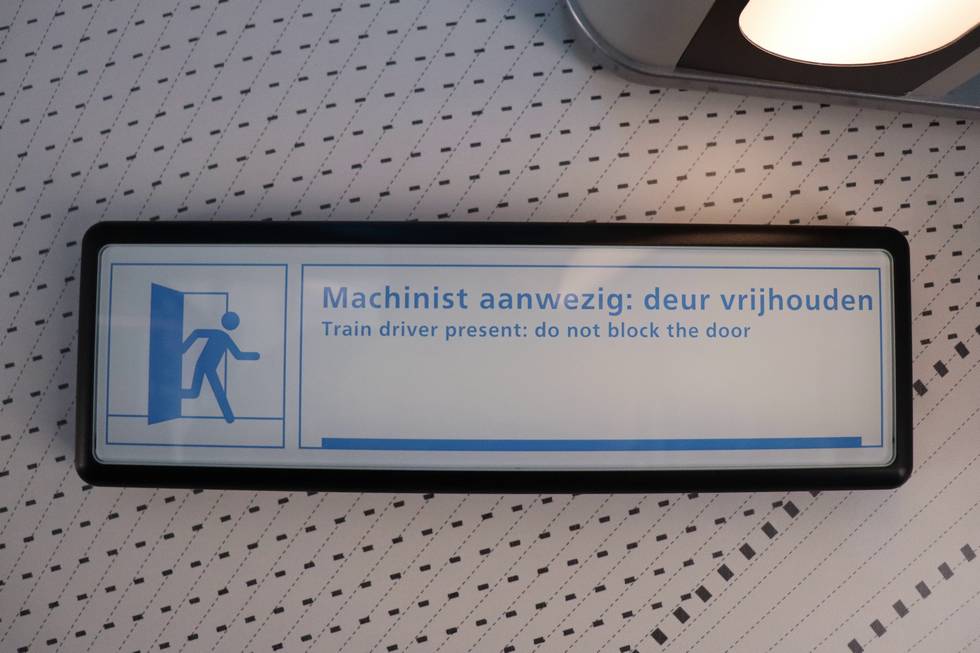 Machinist aanwezig: deur vrijhouden
Train driver present: do not block the door